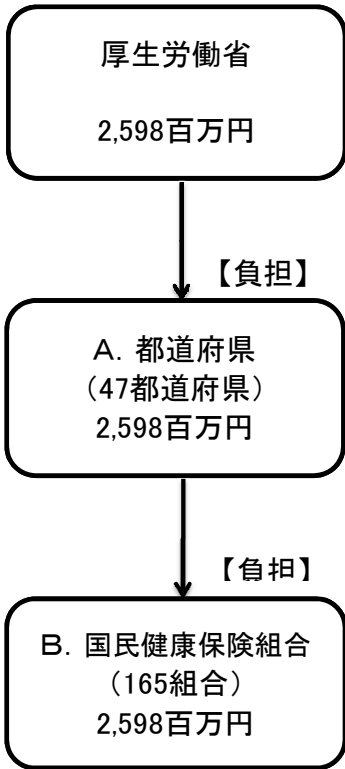 厚生労働省
2,598百万円
【負担】
A. 都道府県
（47都道府県）
2,598百万円
【負担】
B. 国民健康保険組合
（165組合）
2,598百万円